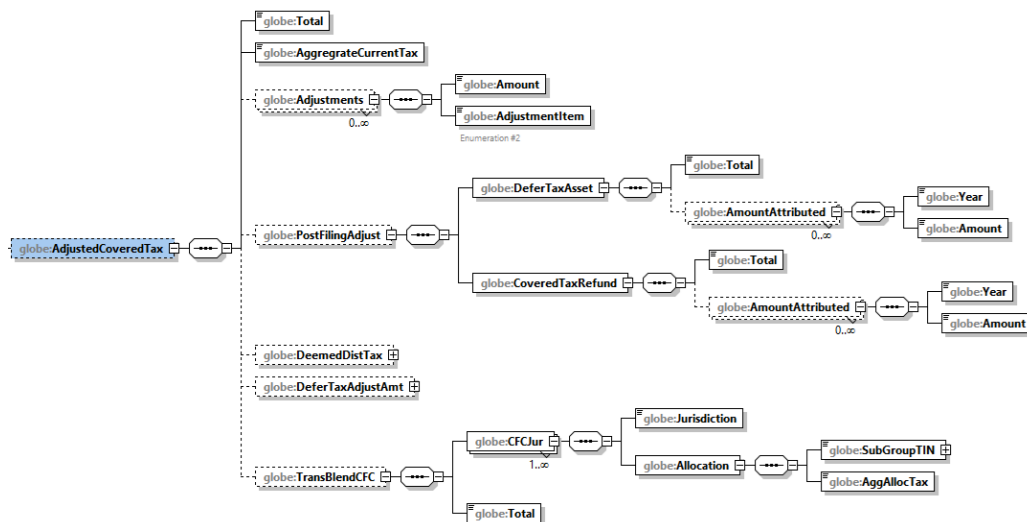 globe:Total
globe:AggregateCurrentTax
globe:Adjustments
0..∞
globe:Amount
globe:AdjustmentItem
Enumeration #2
globe:AdjustedCoveredTax
globe:PostFilingAdjust
globe:DeferTaxAsset
globe:Total
globe:AmountAttributed
0..∞
globe:Year
globe:Amount
globe:CoveredTaxRefund
globe:Total
globe:AmountAttributed
0..∞
globe:Year
globe:Amount
globe:DeemedDistTax
globe:DeferTaxAdjustAmt
globe:TransBlendCFC
globe:CFCJur
1..∞
globe:Jurisdiction
globe:Allocation
globe:SubGroupTIN
globe:AggAllocTax
globe:Total